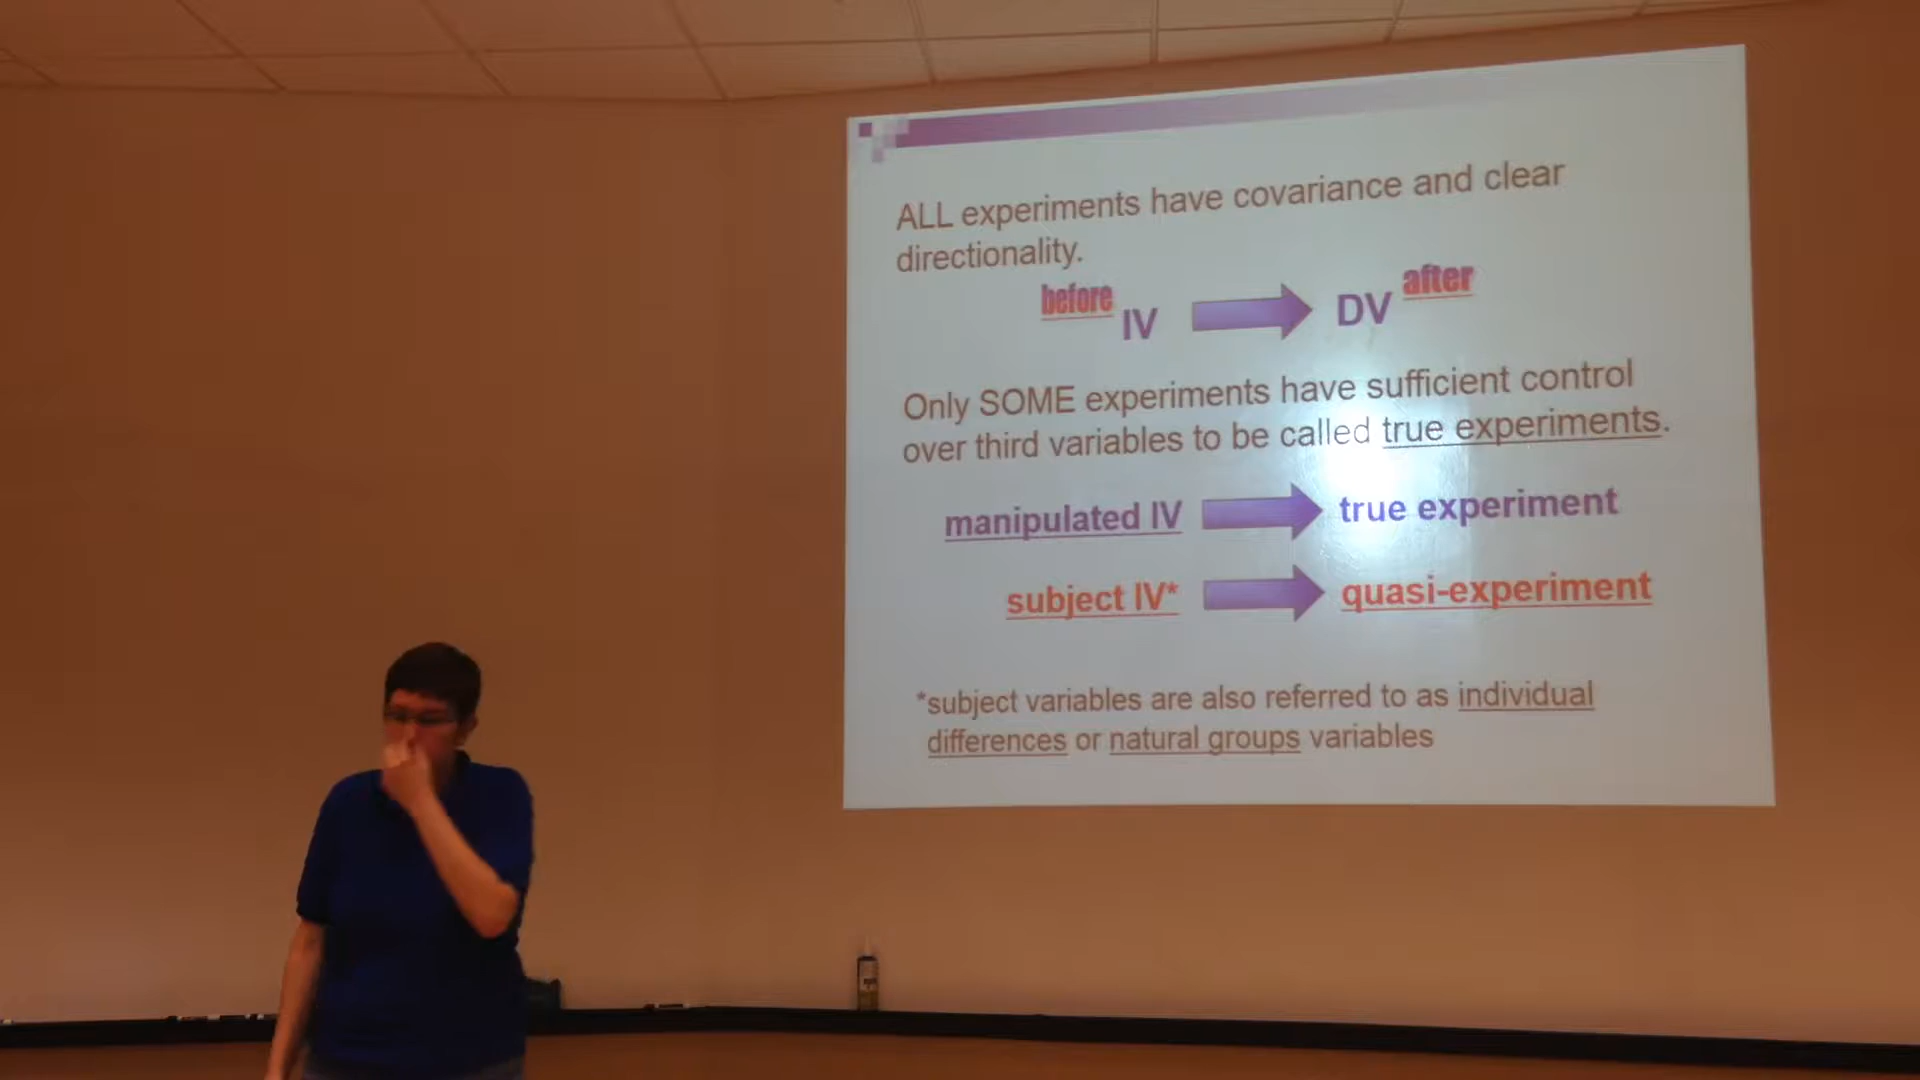 ALL experiments have covariance and clear
directionality.
before IV DV after
Only SOME experiments have sufficient control
over third variables to be called true experiments.
manipulated IV true experiment
subject IV* quasi-experiment
*subject variables are also referred to as individual
differences or natural groups variables